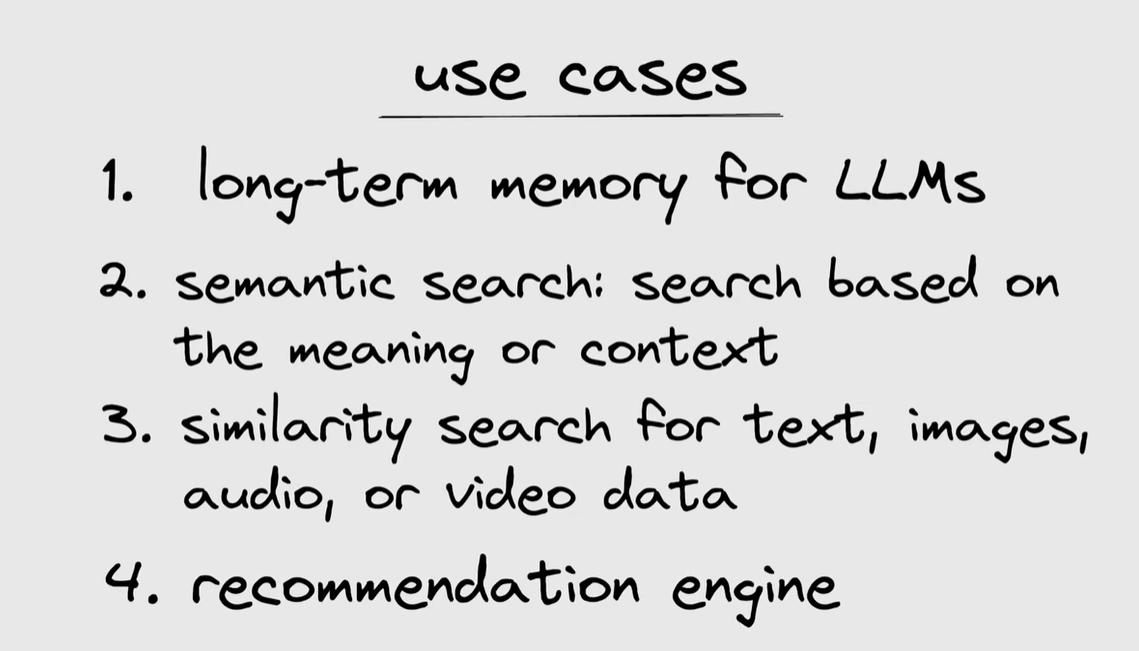 use cases
1. long-term memory for LLMs
2. semantic search: search based on
the meaning or context
3. similarity search for text, images,
audio, or video data
4. recommendation engine